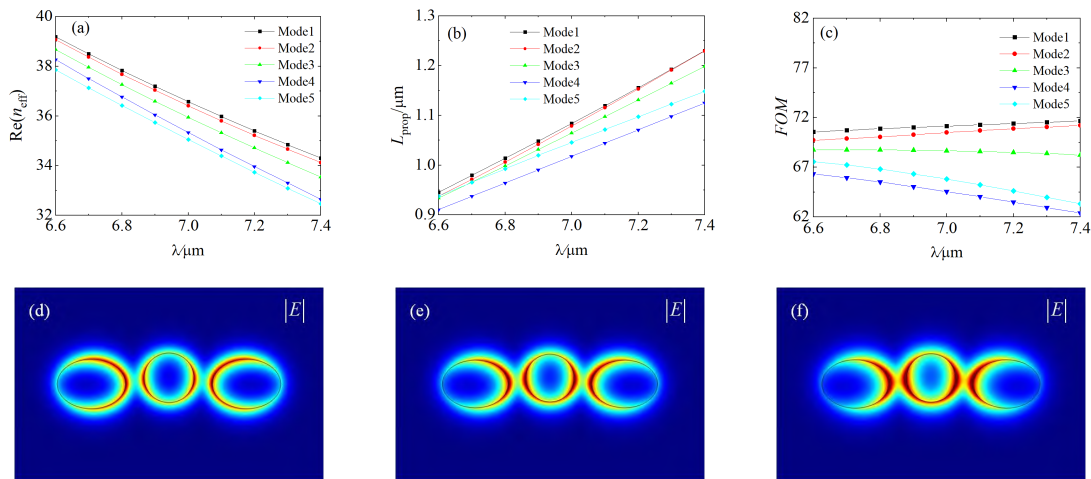 (a)
Mode1
Mode2
Mode3
Mode4
Mode5
Re(n_eff)
40
38
36
34
32
6.6 6.8 7.0 7.2 7.4
λ/μm
(b)
Mode1
Mode2
Mode3
Mode4
Mode5
L_prop/μm
1.3
1.2
1.1
1.0
0.9
6.6 6.8 7.0 7.2 7.4
λ/μm
(c)
Mode1
Mode2
Mode3
Mode4
Mode5
FOM
82
77
72
67
62
6.6 6.8 7.0 7.2 7.4
λ/μm
(d) |E|
(e) |E|
(f) |E|